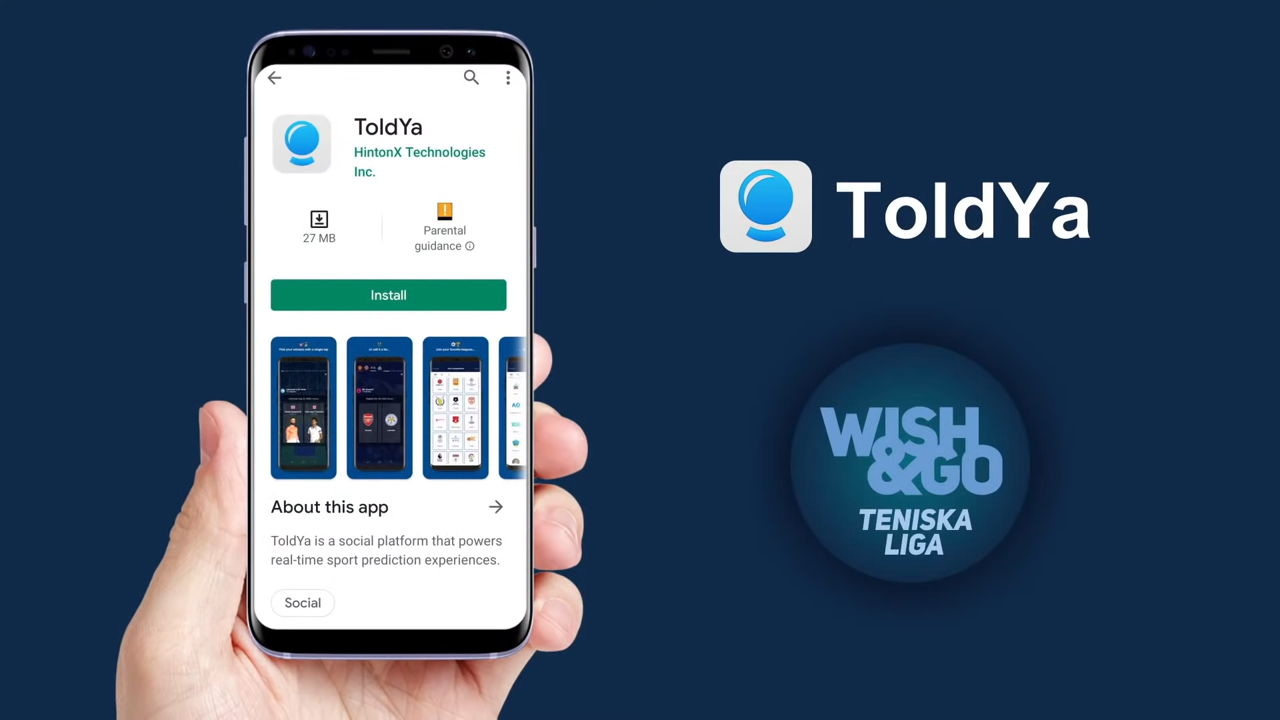 ToldYa
HintonX Technologies
Inc.
27 MB
Parental
guidance
Install
About this app
ToldYa is a social platform that powers
real-time sport prediction experiences.
Social
ToldYa
WISH
&GO
TENISKA
LIGA